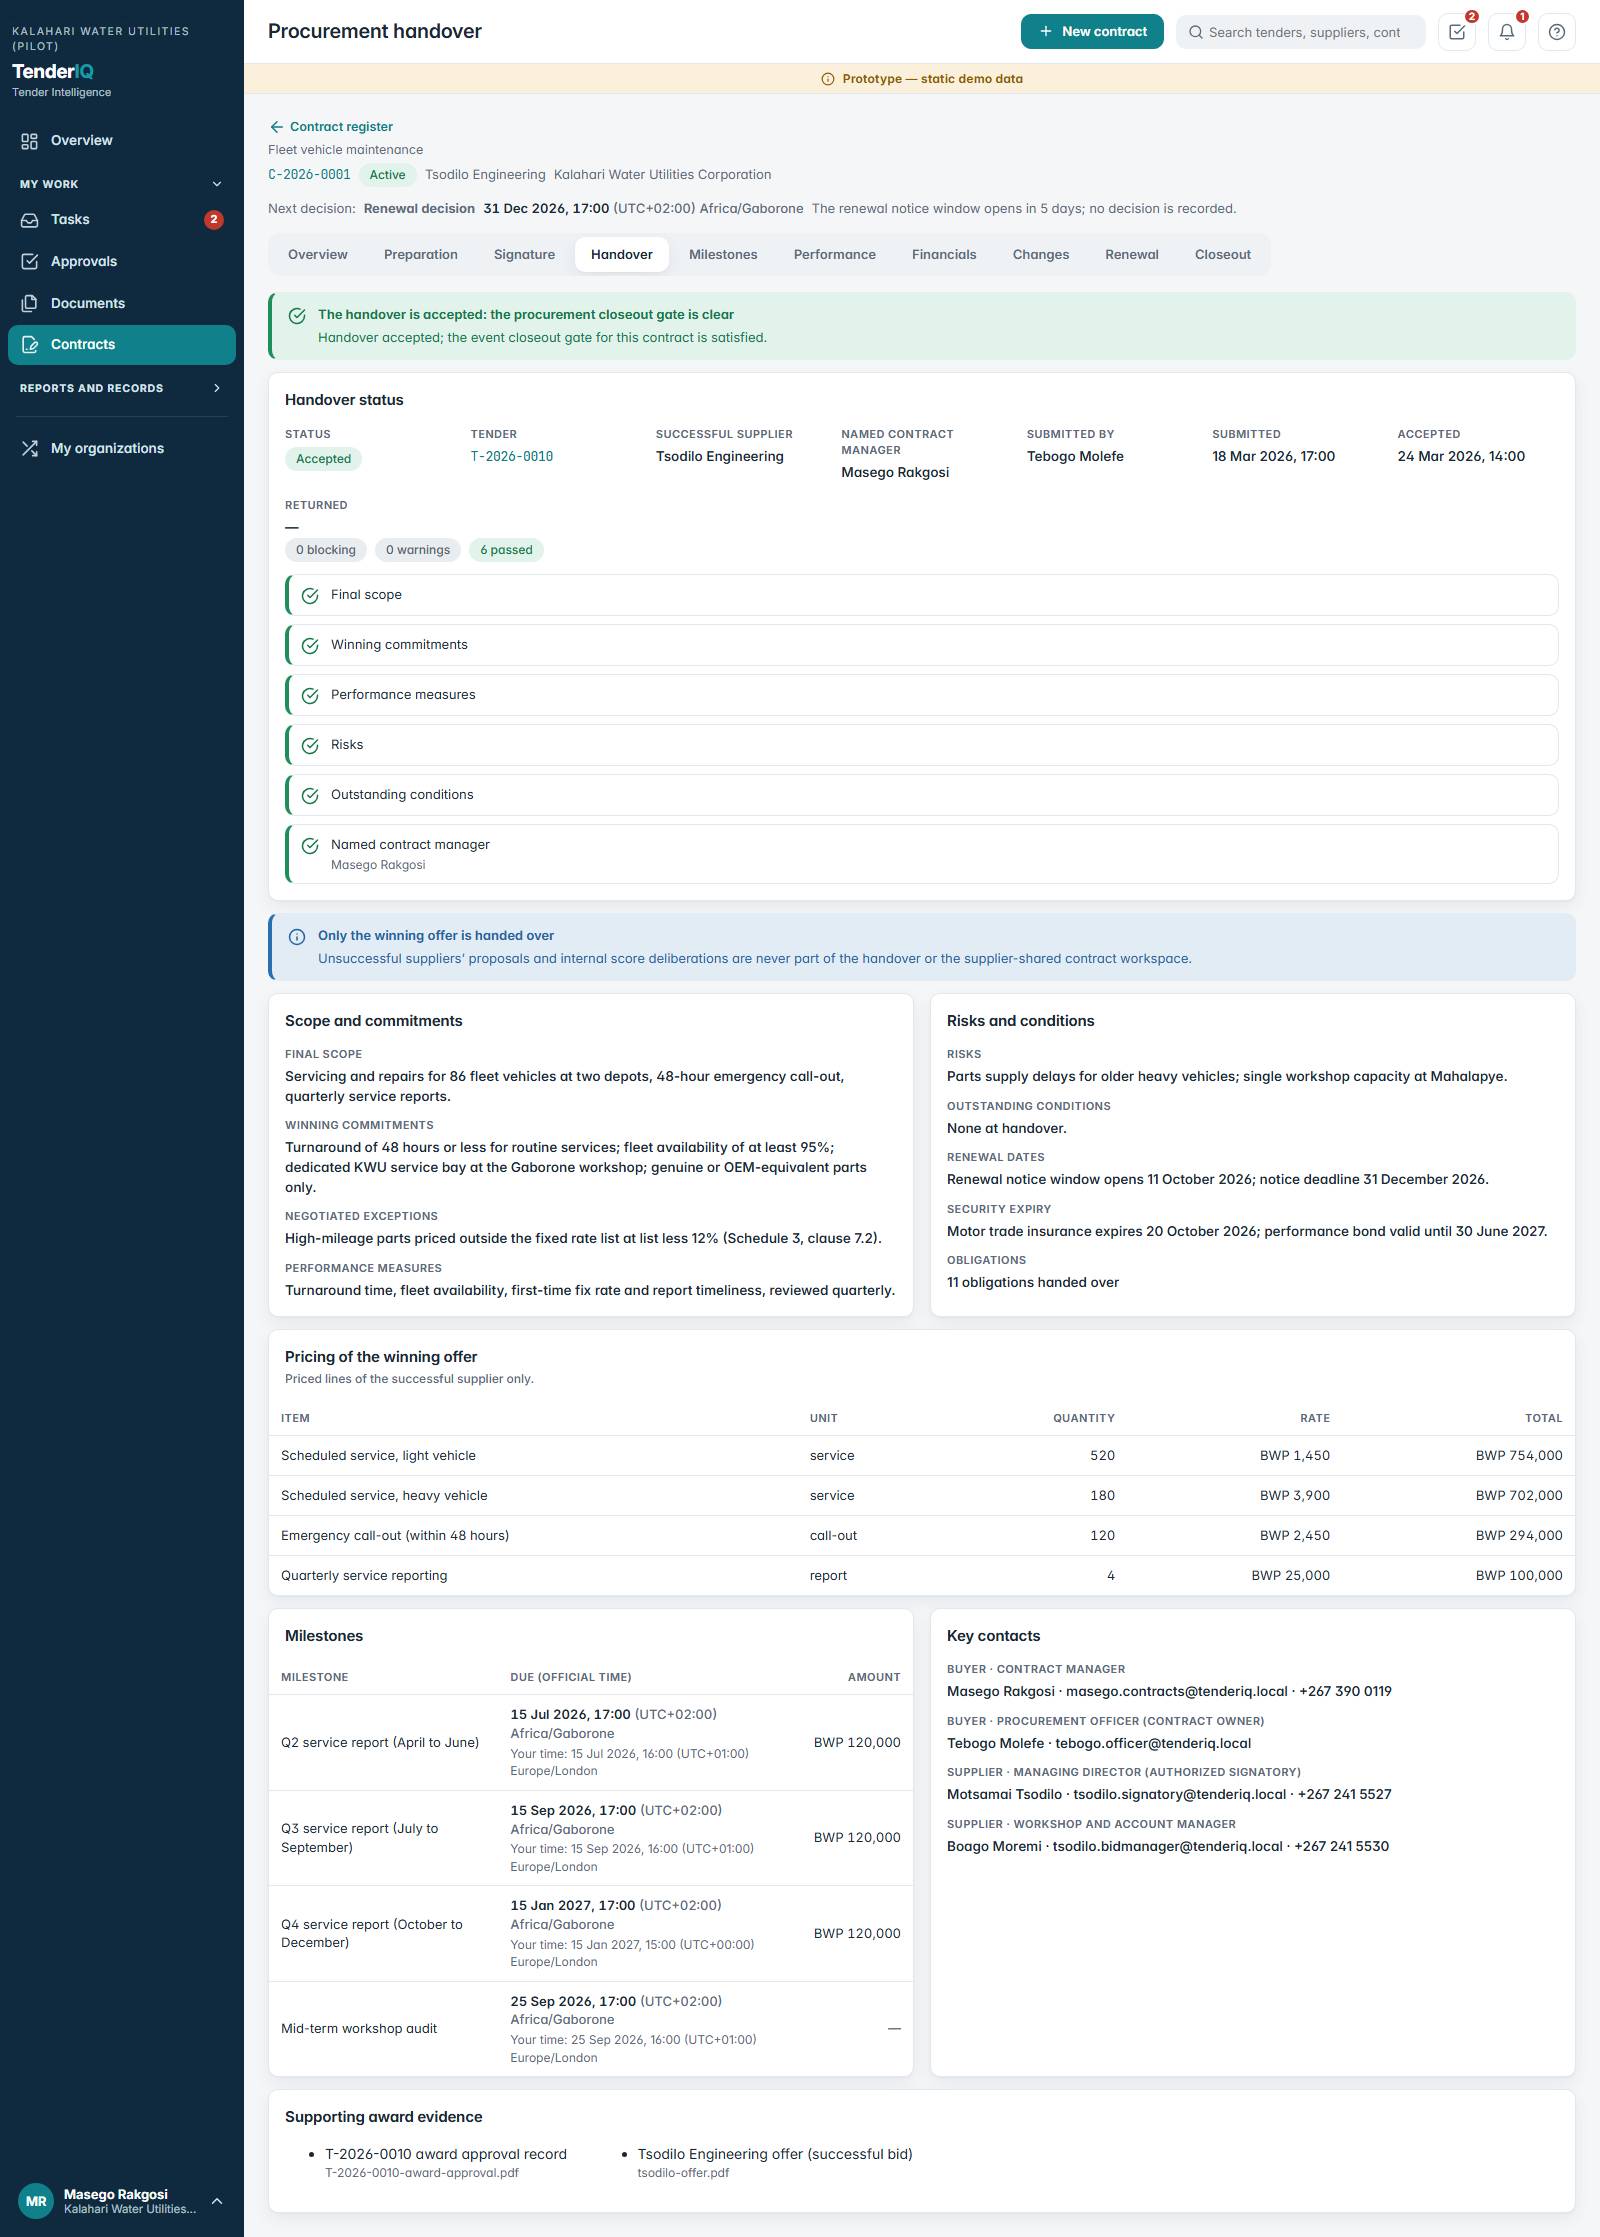 KALAHARI WATER UTILITIES
(PILOT)
TenderIQ
Tender Intelligence
Overview
MY WORK
Tasks
2
Approvals
Documents
Contracts
REPORTS AND RECORDS
My organizations
Procurement handover
New contract
Search tenders, suppliers, cont
2
1
Prototype — static demo data
Contract register
Fleet vehicle maintenance
C-2026-0001 Active Tsodilo Engineering Kalahari Water Utilities Corporation
Next decision: Renewal decision 31 Dec 2026, 17:00 (UTC+02:00) Africa/Gaborone The renewal notice window opens in 5 days; no decision is recorded.
Overview Preparation Signature Handover Milestones Performance Financials Changes Renewal Closeout
The handover is accepted: the procurement closeout gate is clear
Handover accepted; the event closeout gate for this contract is satisfied.
Handover status
STATUS
Accepted
TENDER
T-2026-0010
SUCCESSFUL SUPPLIER
Tsodilo Engineering
NAMED CONTRACT
MANAGER
Masego Rakgosi
SUBMITTED BY
Tebogo Molefe
SUBMITTED
18 Mar 2026, 17:00
ACCEPTED
24 Mar 2026, 14:00
RETURNED
—
0 blocking 0 warnings 6 passed
Final scope
Winning commitments
Performance measures
Risks
Outstanding conditions
Named contract manager
Masego Rakgosi
Only the winning offer is handed over
Unsuccessful suppliers' proposals and internal score deliberations are never part of the handover or the supplier-shared contract workspace.
Scope and commitments
FINAL SCOPE
Servicing and repairs for 86 fleet vehicles at two depots, 48-hour emergency call-out,
quarterly service reports.
WINNING COMMITMENTS
Turnaround of 48 hours or less for routine services; fleet availability of at least 95%;
dedicated KWU service bay at the Gaborone workshop; genuine or OEM-equivalent parts
only.
NEGOTIATED EXCEPTIONS
High-mileage parts priced outside the fixed rate list at list less 12% (Schedule 3, clause 7.2).
PERFORMANCE MEASURES
Turnaround time, fleet availability, first-time fix rate and report timeliness, reviewed quarterly.
Risks and conditions
RISKS
Parts supply delays for older heavy vehicles; single workshop capacity at Mahalapye.
OUTSTANDING CONDITIONS
None at handover.
RENEWAL DATES
Renewal notice window opens 11 October 2026; notice deadline 31 December 2026.
SECURITY EXPIRY
Motor trade insurance expires 20 October 2026; performance bond valid until 30 June 2027.
OBLIGATIONS
11 obligations handed over
Pricing of the winning offer
Priced lines of the successful supplier only.
ITEM UNIT QUANTITY RATE TOTAL
Scheduled service, light vehicle service 520 BWP 1,450 BWP 754,000
Scheduled service, heavy vehicle service 180 BWP 3,900 BWP 702,000
Emergency call-out (within 48 hours) call-out 120 BWP 2,450 BWP 294,000
Quarterly service reporting report 4 BWP 25,000 BWP 100,000
Milestones
MILESTONE DUE (OFFICIAL TIME) AMOUNT
Q2 service report (April to June)
15 Jul 2026, 17:00 (UTC+02:00)
Africa/Gaborone
Your time: 15 Jul 2026, 16:00 (UTC+01:00)
Europe/London
BWP 120,000
Q3 service report (July to
September)
15 Sep 2026, 17:00 (UTC+02:00)
Africa/Gaborone
Your time: 15 Sep 2026, 16:00 (UTC+01:00)
Europe/London
BWP 120,000
Q4 service report (October to
December)
15 Jan 2027, 17:00 (UTC+02:00)
Africa/Gaborone
Your time: 15 Jan 2027, 15:00 (UTC+00:00)
Europe/London
BWP 120,000
Mid-term workshop audit
25 Sep 2026, 17:00 (UTC+02:00)
Africa/Gaborone
Your time: 25 Sep 2026, 16:00 (UTC+01:00)
Europe/London
—
Key contacts
BUYER · CONTRACT MANAGER
Masego Rakgosi · masego.contracts@tenderiq.local · +267 390 0119
BUYER · PROCUREMENT OFFICER (CONTRACT OWNER)
Tebogo Molefe · tebogo.officer@tenderiq.local
SUPPLIER · MANAGING DIRECTOR (AUTHORIZED SIGNATORY)
Motsamai Tsodilo · tsodilo.signatory@tenderiq.local · +267 241 5527
SUPPLIER · WORKSHOP AND ACCOUNT MANAGER
Boago Moremi · tsodilo.bidmanager@tenderiq.local · +267 241 5530
Supporting award evidence
• T-2026-0010 award approval record
T-2026-0010-award-approval.pdf
• Tsodilo Engineering offer (successful bid)
tsodilo-offer.pdf
MR
Masego Rakgosi
Kalahari Water Utilities...